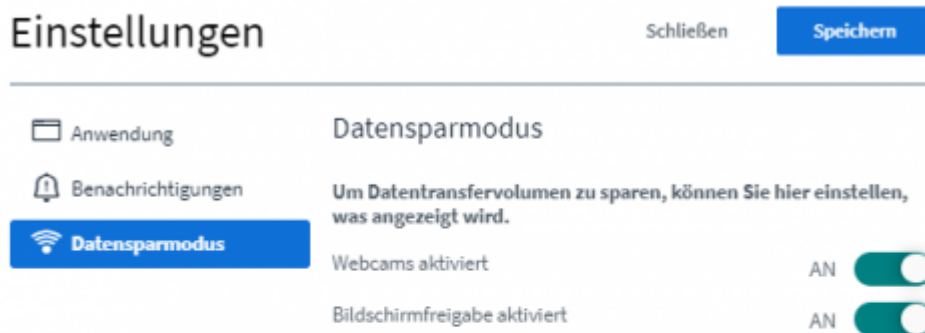 Einstellungen
Schließen
Speichern
Anwendung
Benachrichtigungen
Datensparmodus
Datensparmodus
Um Datentransfervolumen zu sparen, können Sie hier einstellen,
was angezeigt wird.
Webcams aktiviert
AN
Bildschirmfreigabe aktiviert
AN